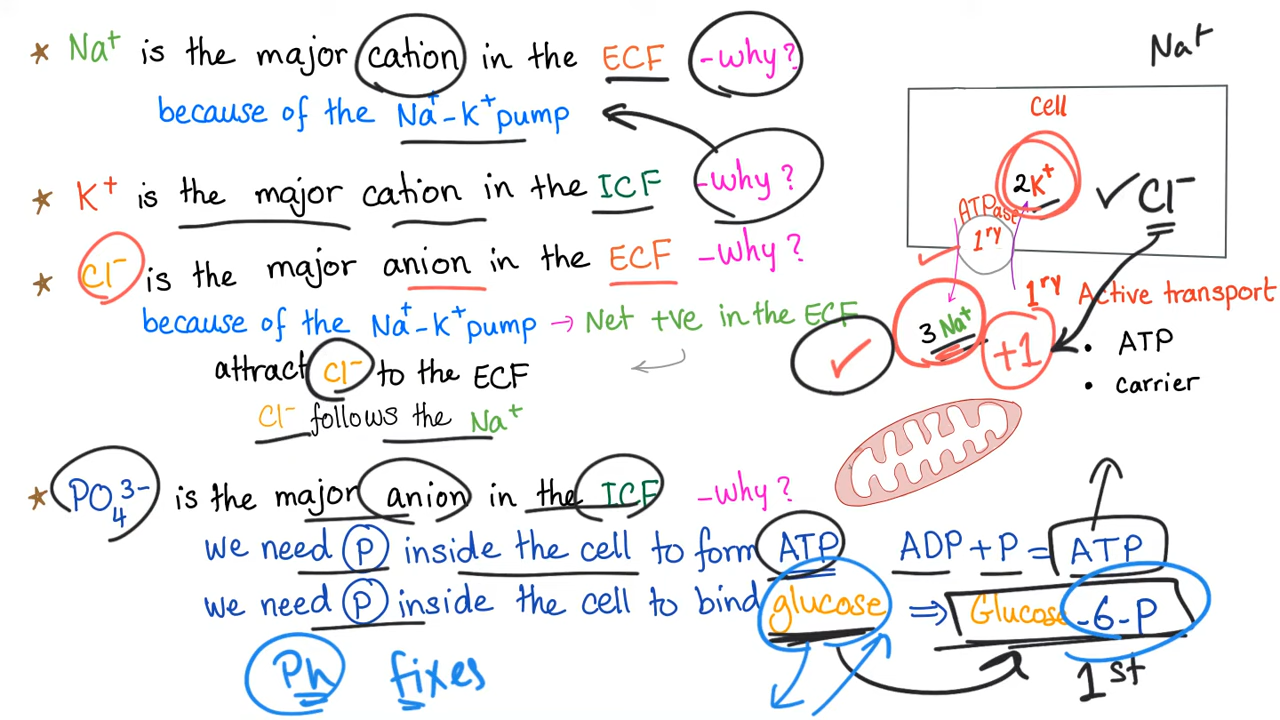 ★ Na⁺ is the major cation in the ECF - why?
because of the Na⁺-K⁺ pump
★ K⁺ is the major cation in the ICF - why?
★ Cl⁻ is the major anion in the ECF - why?
because of the Na⁺-K⁺ pump → Net +ve in the ECF
attract Cl⁻ to the ECF
Cl⁻ follows the Na⁺
★ PO₄³⁻ is the major anion in the ICF - why?
we need P inside the cell to form ATP
ADP + P = ATP
we need P inside the cell to bind glucose ⇒ Glucose-6-P
Ph fixes
1st
Na⁺
Cell
2K⁺
✓ Cl⁻
ATPase
1ry
3 Na⁺
+1
1ry Active transport
• ATP
• carrier